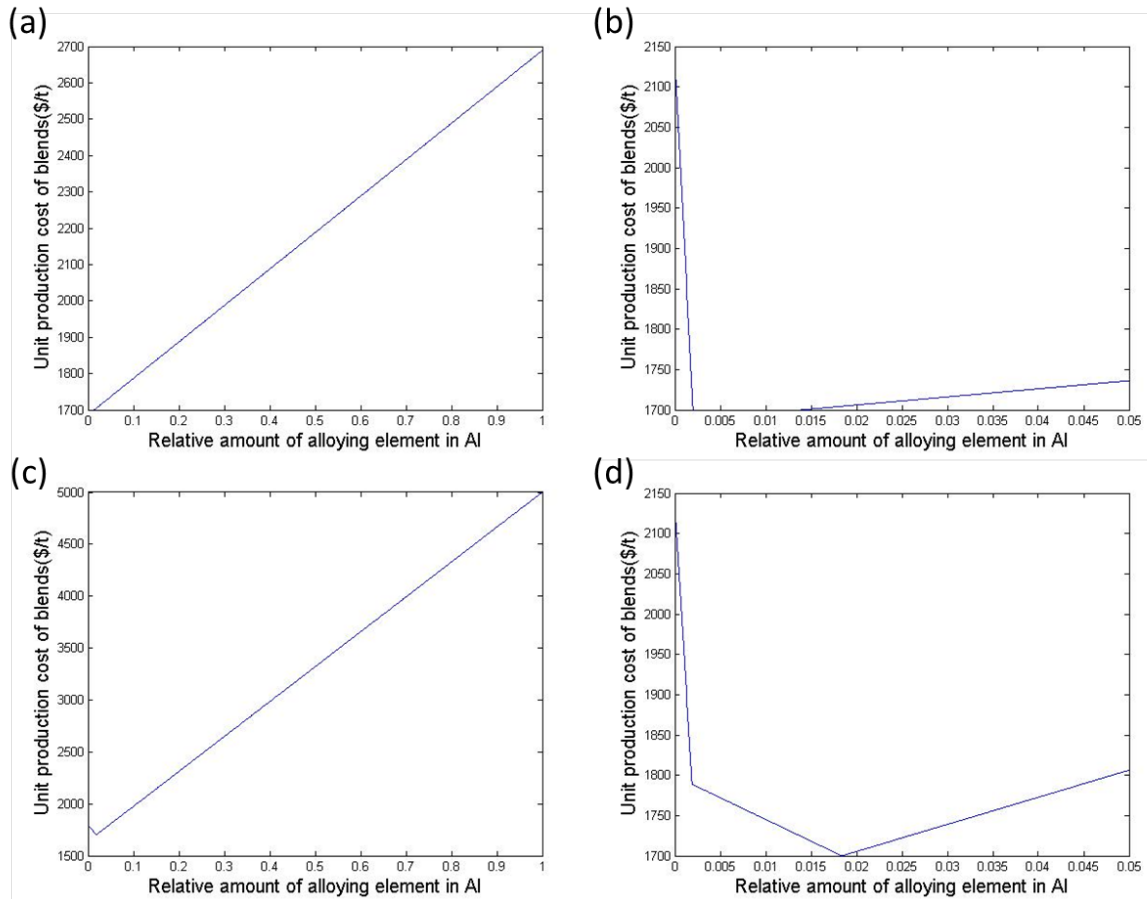 (a)
Unit production cost of blends($/t)
2700
2600
2500
2400
2300
2200
2100
2000
1900
1800
1700
0 0.1 0.2 0.3 0.4 0.5 0.6 0.7 0.8 0.9 1
Relative amount of alloying element in Al
(b)
Unit production cost of blends($/t)
2150
2100
2050
2000
1950
1900
1850
1800
1750
1700
0 0.005 0.01 0.015 0.02 0.025 0.03 0.035 0.04 0.045 0.05
Relative amount of alloying element in Al
(c)
Unit production cost of blends($/t)
5000
4500
4000
3500
3000
2500
2000
1500
0 0.1 0.2 0.3 0.4 0.5 0.6 0.7 0.8 0.9 1
Relative amount of alloying element in Al
(d)
Unit production cost of blends($/t)
2150
2100
2050
2000
1950
1900
1850
1800
1750
1700
0 0.005 0.01 0.015 0.02 0.025 0.03 0.035 0.04 0.045 0.05
Relative amount of alloying element in Al